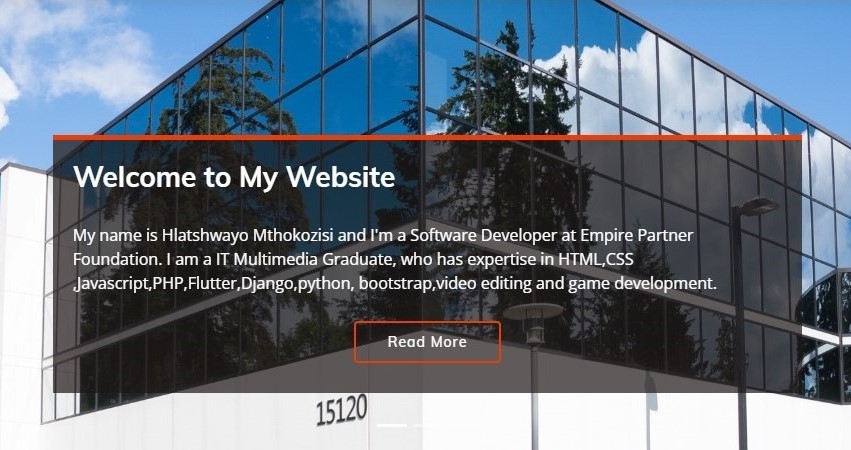 Welcome to My Website
My name is Hlatshwayo Mthokozisi and I'm a Software Developer at Empire Partner
Foundation. I am a IT Multimedia Graduate, who has expertise in HTML,CSS
,Javascript,PHP,Flutter,Django,python, bootstrap,video editing and game development.
Read More
15120